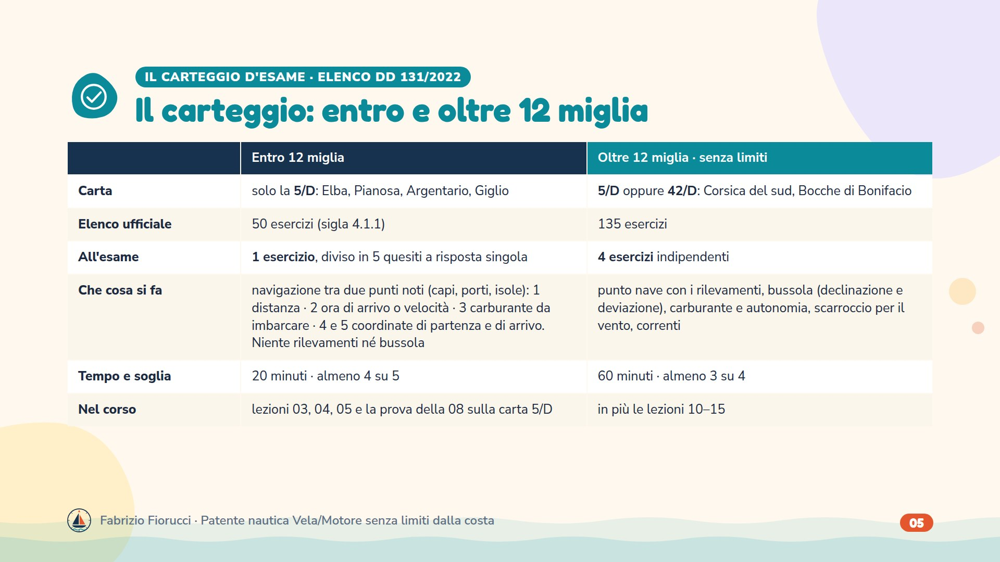 IL CARTEGGIO D'ESAME · ELENCO DD 131/2022
Il carteggio: entro e oltre 12 miglia
Entro 12 miglia
Oltre 12 miglia · senza limiti
Carta
solo la 5/D: Elba, Pianosa, Argentario, Giglio
5/D oppure 42/D: Corsica del sud, Bocche di Bonifacio
Elenco ufficiale
50 esercizi (sigla 4.1.1)
135 esercizi
All'esame
1 esercizio, diviso in 5 quesiti a risposta singola
4 esercizi indipendenti
Che cosa si fa
navigazione tra due punti noti (capi, porti, isole): 1
distanza · 2 ora di arrivo o velocità · 3 carburante da
imbarcare · 4 e 5 coordinate di partenza e di arrivo.
Niente rilevamenti né bussola
punto nave con i rilevamenti, bussola (declinazione e
deviazione), carburante e autonomia, scarroccio per il
vento, correnti
Tempo e soglia
20 minuti · almeno 4 su 5
60 minuti · almeno 3 su 4
Nel corso
lezioni 03, 04, 05 e la prova della 08 sulla carta 5/D
in più le lezioni 10–15
Fabrizio Fiorucci · Patente nautica Vela/Motore senza limiti dalla costa
05